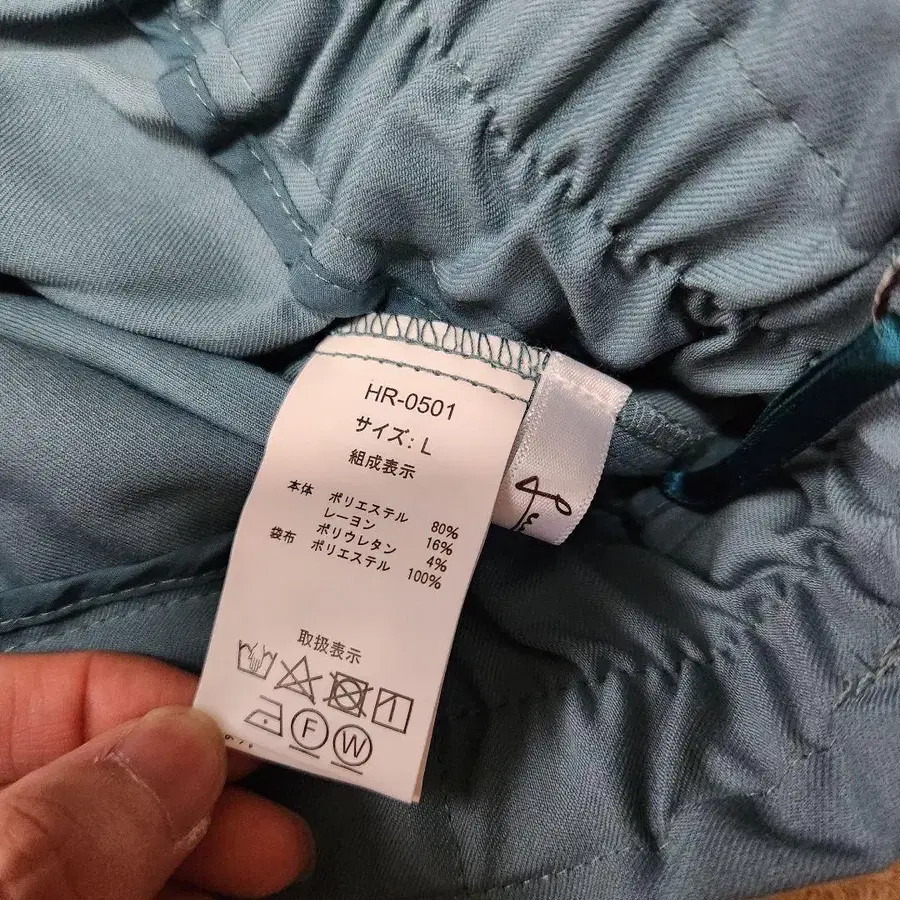 HR-0501
サイズ: L
組成表示
本体 ポリエステル 80%
レーヨン 16%
ポリウレタン 4%
袋布 ポリエステル 100%
取扱表示
F W